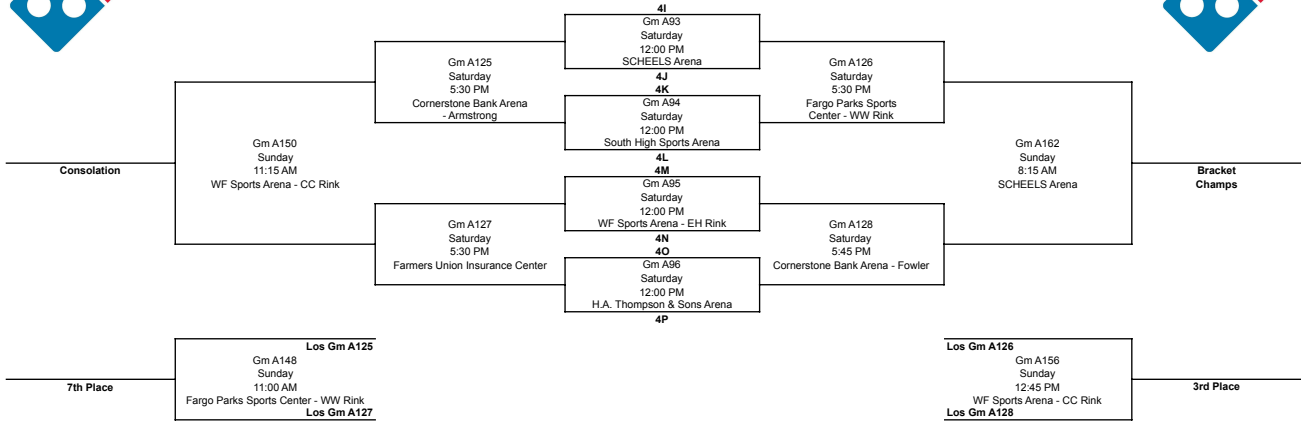 4I
Gm A93
Saturday
12:00 PM
SCHEELS Arena
4J
4K
Gm A94
Saturday
12:00 PM
South High Sports Arena
4L
4M
Gm A95
Saturday
12:00 PM
WF Sports Arena - EH Rink
4N
4O
Gm A96
Saturday
12:00 PM
H.A. Thompson & Sons Arena
4P
Gm A125
Saturday
5:30 PM
Cornerstone Bank Arena
- Armstrong
Gm A126
Saturday
5:30 PM
Fargo Parks Sports
Center - WW Rink
Gm A150
Sunday
11:15 AM
WF Sports Arena - CC Rink
Consolation
Gm A162
Sunday
8:15 AM
SCHEELS Arena
Bracket
Champs
Gm A127
Saturday
5:30 PM
Farmers Union Insurance Center
Gm A128
Saturday
5:45 PM
Cornerstone Bank Arena - Fowler
Los Gm A125
Gm A148
Sunday
11:00 AM
Fargo Parks Sports Center - WW Rink
Los Gm A127
7th Place
Los Gm A126
Gm A156
Sunday
12:45 PM
WF Sports Arena - CC Rink
Los Gm A128
3rd Place